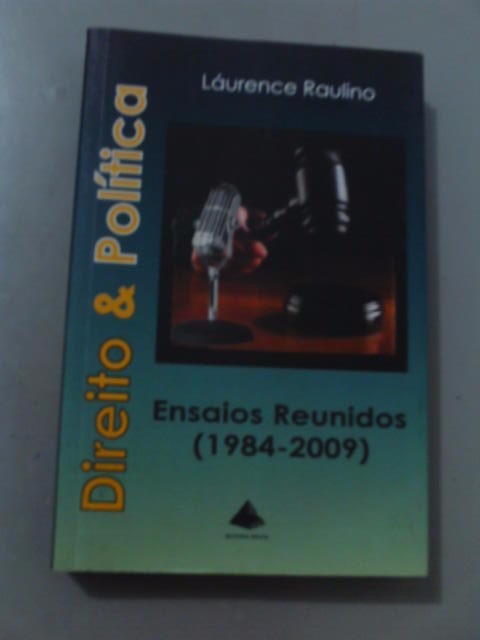 Láurence Raulino
Direito & Política
Ensaios Reunidos
(1984-2009)